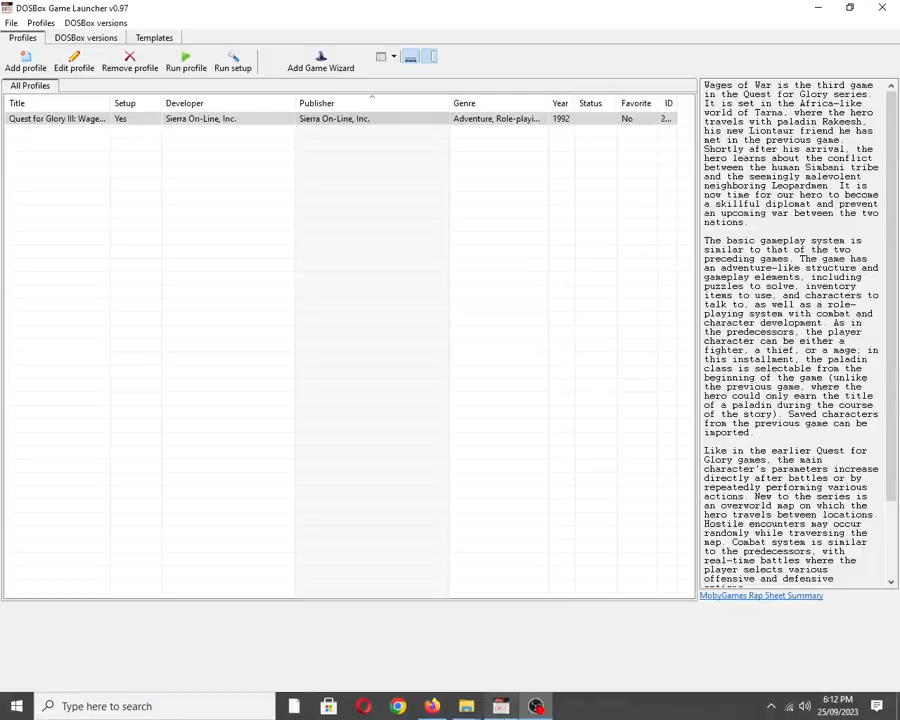 DOSBox Game Launcher v0.97
File Profiles DOSBox versions
Profiles DOSBox versions Templates
Add profile Edit profile Remove profile Run profile Run setup Add Game Wizard
All Profiles
Title Setup Developer Publisher Genre Year Status Favorite ID
Quest for Glory III: Wage... Yes Sierra On-Line, Inc. Sierra On-Line, Inc. Adventure, Role-playi... 1992 No 2...
Wages of War is the third game
in the Quest for Glory series.
It is set in the Africa-like
world of Tarna, where the hero
travels with paladin Rakeesh,
his new Liontaur friend he has
met in the previous game.
Shortly after his arrival, the
hero learns about the conflict
between the human Simbani tribe
and the seemingly malevolent
neighboring Leopardmen. It is
now time for our hero to become
a skillful diplomat and prevent
an upcoming war between the two
nations.
The basic gameplay system is
similar to that of the two
preceding games. The game has
an adventure-like structure and
gameplay elements, including
puzzles to solve, inventory
items to use, and characters to
talk to, as well as a role-
playing system with combat and
character development. As in
the predecessors, the player
character can be either a
fighter, a thief, or a mage; in
this installment, the paladin
class is selectable from the
beginning of the game (unlike
the previous game, where the
hero could only earn the title
of a paladin during the course
of the story). Saved characters
from the previous game can be
imported.
Like in the earlier Quest for
Glory games, the main
character's parameters increase
directly after battles or by
repeatedly performing various
actions. New to the series is
an overworld map on which the
hero travels between locations.
Hostile encounters may occur
randomly while traversing the
map. Combat system is similar
to the predecessors, with
real-time battles where the
player selects various
offensive and defensive
MobyGames Rap Sheet Summary
Type here to search
6:12 PM
25/09/2023